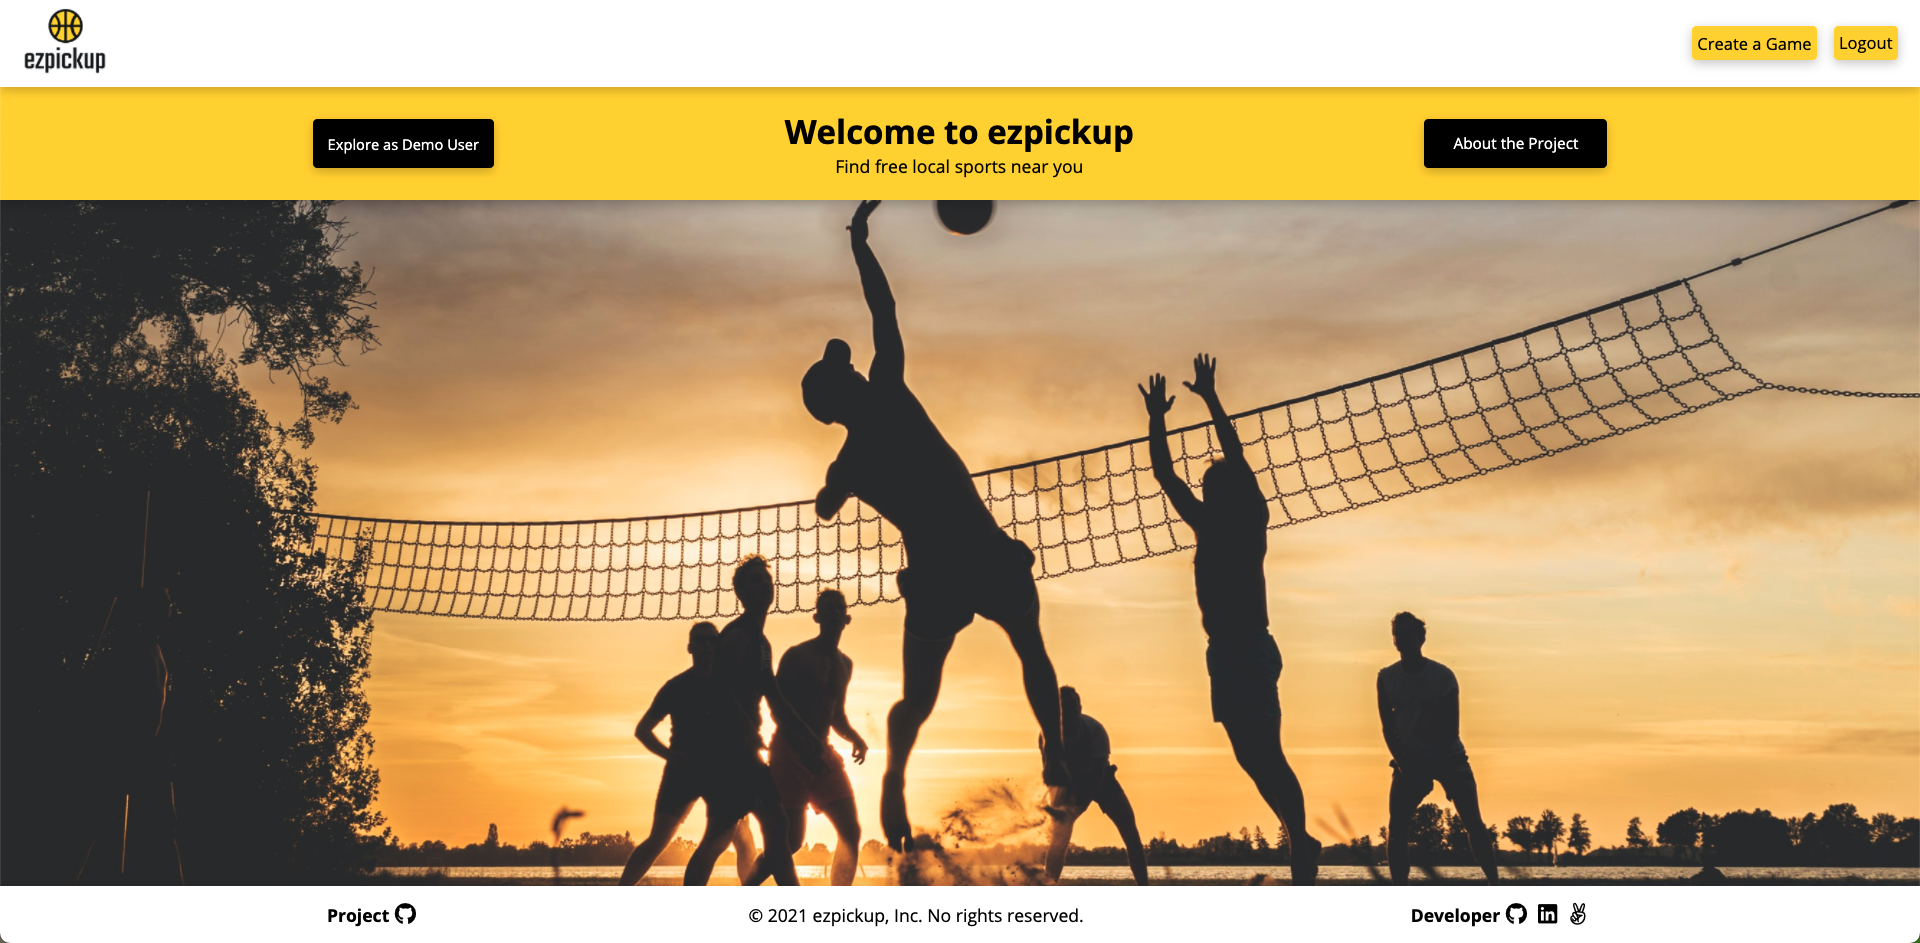 ezpickup
Create a Game
Logout
Explore as Demo User
Welcome to ezpickup
Find free local sports near you
About the Project
Project
© 2021 ezpickup, Inc. No rights reserved.
Developer